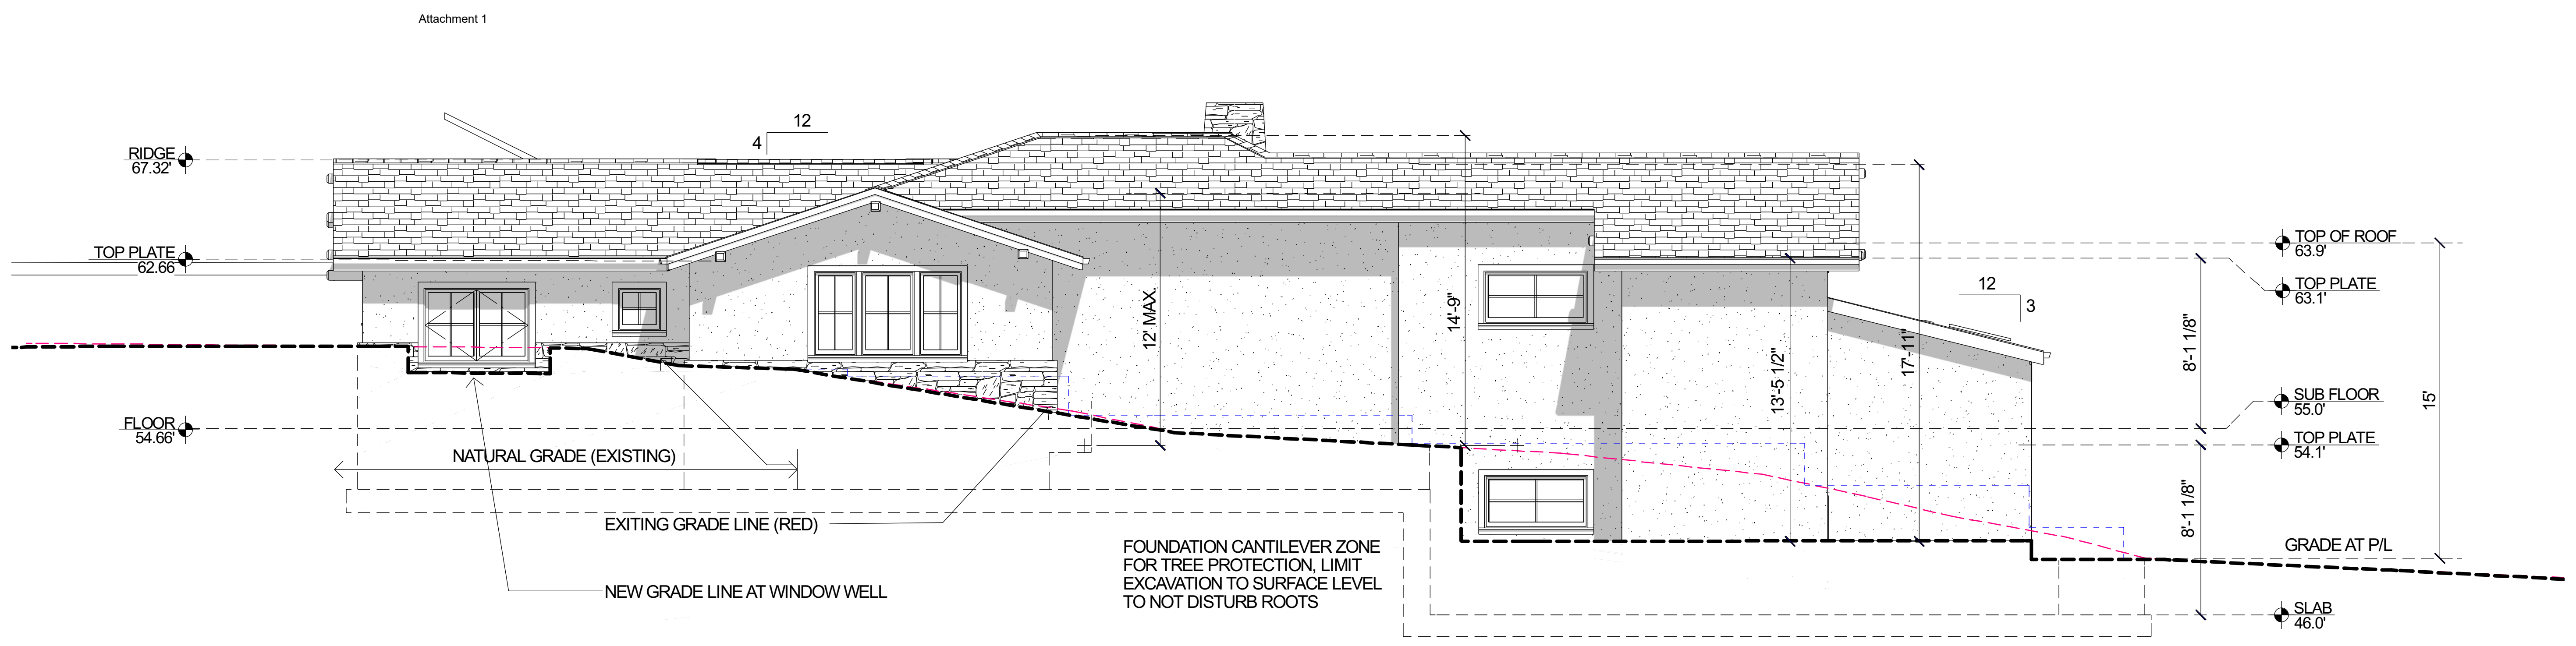 Attachment 1
12
4
RIDGE
67.32'
TOP PLATE
62.66
FLOOR
54.66'
NATURAL GRADE (EXISTING)
EXITING GRADE LINE (RED)
NEW GRADE LINE AT WINDOW WELL
FOUNDATION CANTILEVER ZONE
FOR TREE PROTECTION, LIMIT
EXCAVATION TO SURFACE LEVEL
TO NOT DISTURB ROOTS
12' MAX.
14'-9"
13'-5 1/2"
17'-11"
12
3
8'-1 1/8"
8'-1 1/8"
TOP OF ROOF
63.9'
TOP PLATE
63.1'
SUB FLOOR
55.0'
TOP PLATE
54.1'
15'
GRADE AT P/L
SLAB
46.0'